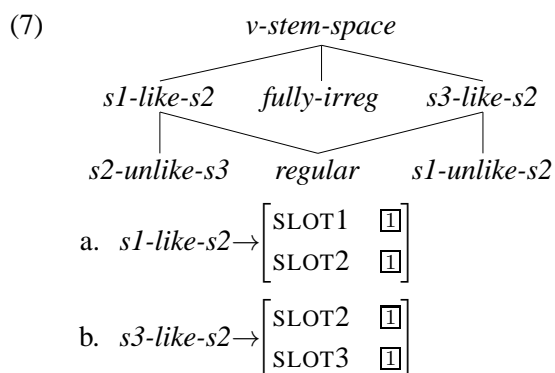 (7) v-stem-space
s1-like-s2 fully-irreg s3-like-s2
s2-unlike-s3 regular s1-unlike-s2
a. s1-like-s2→[SLOT1 1
SLOT2 1]
b. s3-like-s2→[SLOT2 1
SLOT3 1]